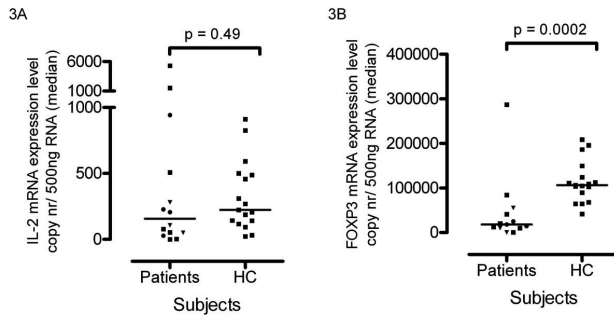 3A
p = 0.49
IL-2 mRNA expression level
copy nr/ 500ng RNA (median)
6000
1000
1000
500
0
Patients
HC
Subjects
3B
p = 0.0002
FOXP3 mRNA expression level
copy nr/ 500ng RNA (median)
400000
300000
200000
100000
0
Patients
HC
Subjects